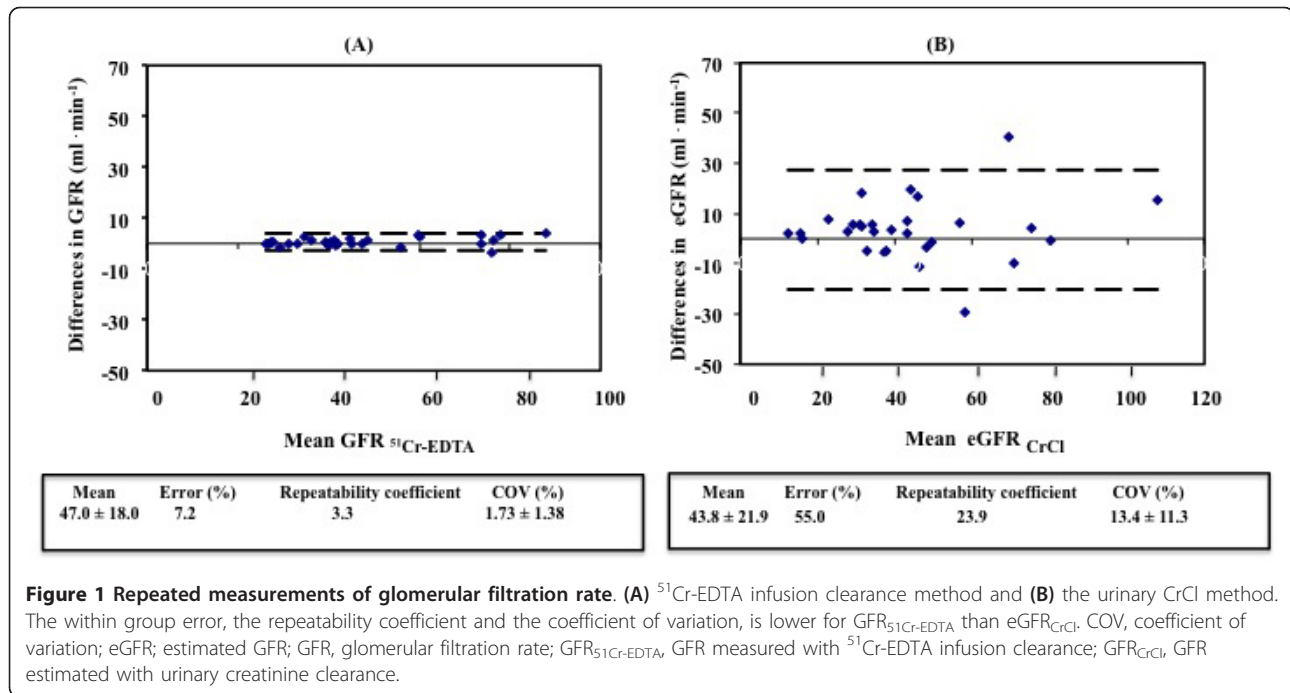 (A)
70
50
30
10
-10
-30
-50
Differences in GFR (ml · min⁻¹)
0 20 40 60 80 100
Mean GFR ⁵¹Cr-EDTA
Mean Error (%) Repeatability coefficient COV (%)
47.0 ± 18.0 7.2 3.3 1.73 ± 1.38
(B)
70
50
30
10
-10
-30
-50
Differences in eGFR (ml · min⁻¹)
0 20 40 60 80 100 120
Mean eGFR CrCl
Mean Error (%) Repeatability coefficient COV (%)
43.8 ± 21.9 55.0 23.9 13.4 ± 11.3
Figure 1 Repeated measurements of glomerular filtration rate. (A) ⁵¹Cr-EDTA infusion clearance method and (B) the urinary CrCl method.
The within group error, the repeatability coefficient and the coefficient of variation, is lower for GFR51Cr-EDTA than eGFRCrCl. COV, coefficient of
variation; eGFR; estimated GFR; GFR, glomerular filtration rate; GFR51Cr-EDTA, GFR measured with ⁵¹Cr-EDTA infusion clearance; GFRCrCl, GFR
estimated with urinary creatinine clearance.